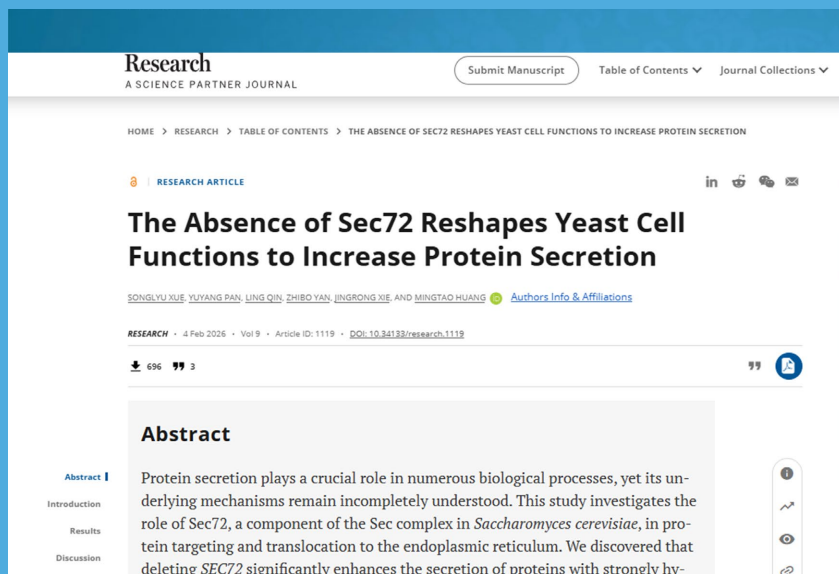 Research
A SCIENCE PARTNER JOURNAL
Submit Manuscript
Table of Contents
Journal Collections
HOME > RESEARCH > TABLE OF CONTENTS > THE ABSENCE OF SEC72 RESHAPES YEAST CELL FUNCTIONS TO INCREASE PROTEIN SECRETION
RESEARCH ARTICLE
The Absence of Sec72 Reshapes Yeast Cell
Functions to Increase Protein Secretion
SONGLYU XUE, YUYANG PAN, LING QIN, ZHIBO YAN, JINGRONG XIE, AND MINGTAO HUANG Authors Info & Affiliations
RESEARCH • 4 Feb 2026 • Vol 9 • Article ID: 1119 • DOI: 10.34133/research.1119
696 3
Abstract
Abstract
Introduction
Results
Discussion
Protein secretion plays a crucial role in numerous biological processes, yet its un-
derlying mechanisms remain incompletely understood. This study investigates the
role of Sec72, a component of the Sec complex in Saccharomyces cerevisiae, in pro-
tein targeting and translocation to the endoplasmic reticulum. We discovered that
deleting SEC72 significantly enhances the secretion of proteins with strongly hy-